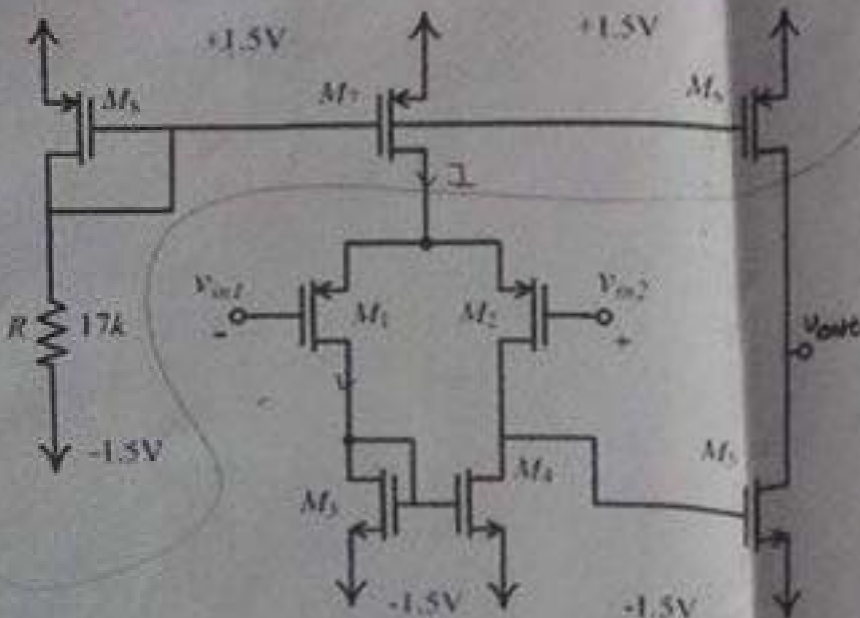 +1.5V
+1.5V
M8
M7
M6
I
vin1
-
M1
M2
vin2
+
R 17k
vout
-1.5V
M3
M4
M5
-1.5V
-1.5V